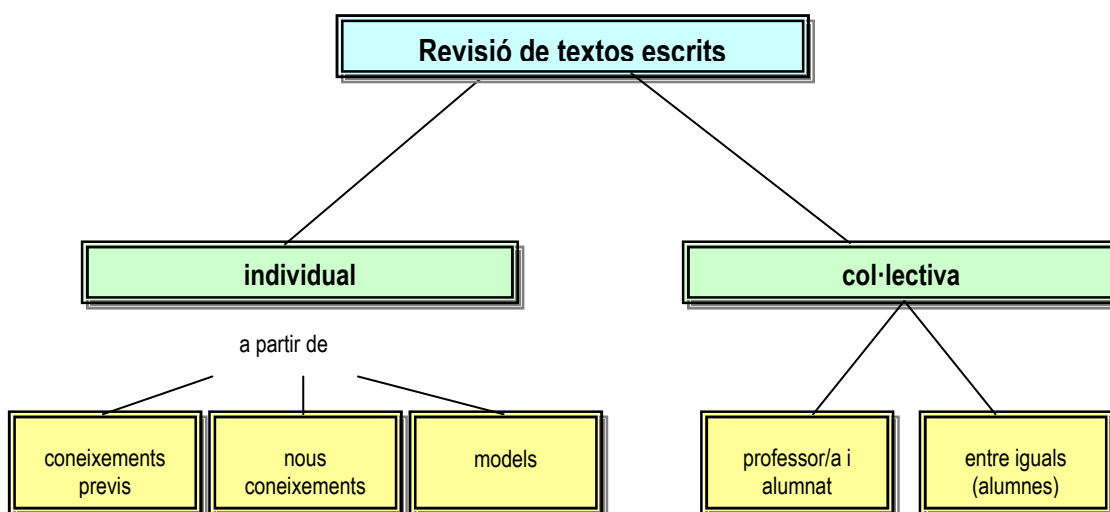 Revisió de textos escrits
individual
col·lectiva
a partir de
coneixements
previs
nous
coneixements
models
professor/a i
alumnat
entre iguals
(alumnes)